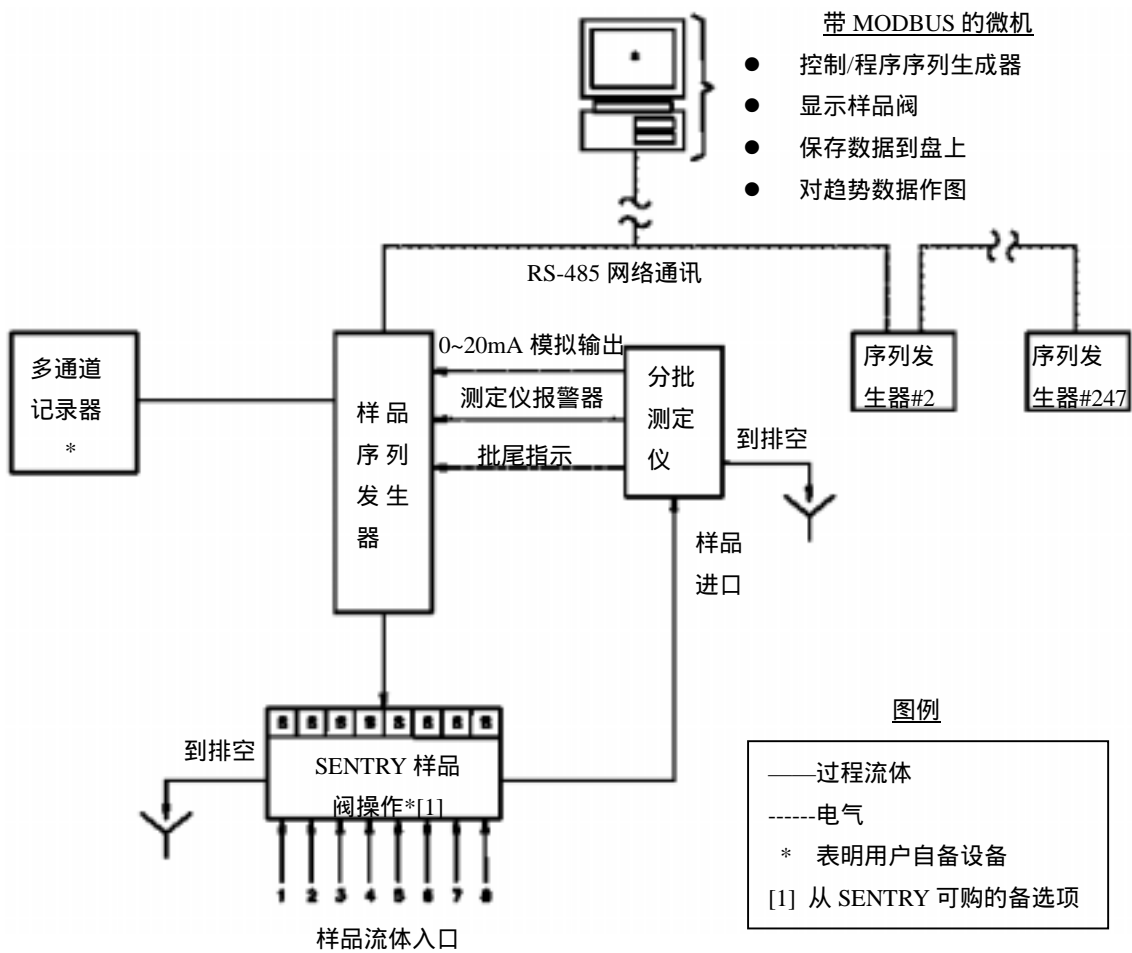 带 MODBUS 的微机
● 控制/程序序列生成器
● 显示样品阀
● 保存数据到盘上
● 对趋势数据作图
RS-485 网络通讯
多通道
记录器
*
样 品
序 列
发 生
器
0~20mA 模拟输出
测定仪报警器
批尾指示
分批
测定
仪
序列发
生器#2
序列发
生器#247
到排空
样品
进口
到排空
S S S S S S S S
SENTRY 样品
阀操作*[1]
1 2 3 4 5 6 7 8
样品流体入口
图例
——过程流体
------电气
* 表明用户自备设备
[1] 从 SENTRY 可购的备选项